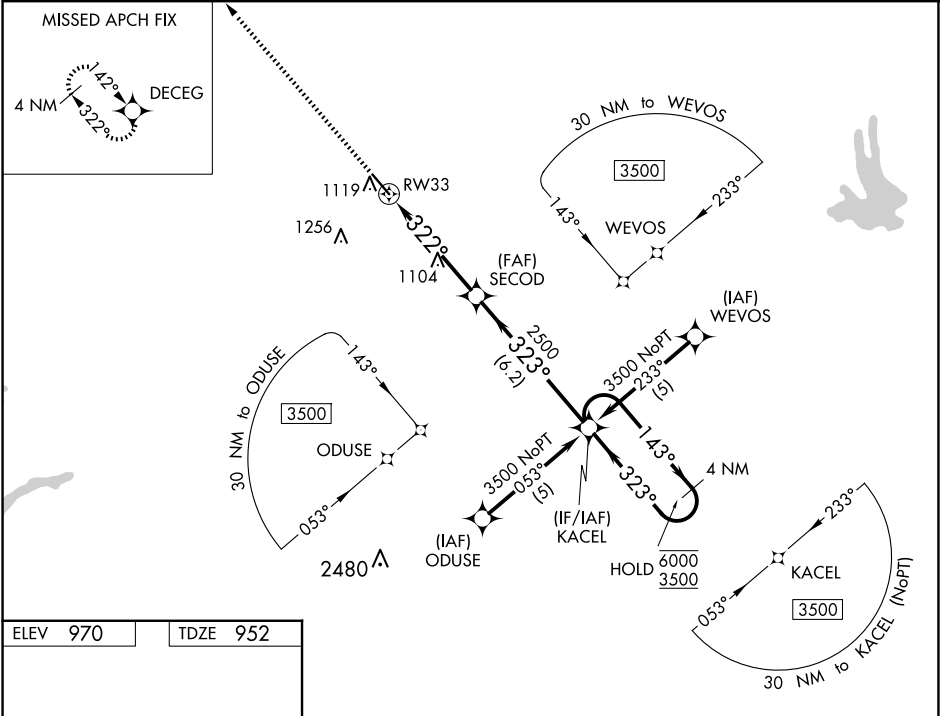 MISSED APCH FIX
142°
4 NM
DECEG
322°
30 NM to WEVOS
3500
143°
233°
WEVOS
1119
RW33
1256
322°
1104
(FAF)
SECOD
(IAF)
WEVOS
2500
323°
(6.2)
3500 NoPT
233°
(5)
30 NM to ODUSE
143°
3500
ODUSE
053°
3500 NoPT
053°
(5)
143°
323°
4 NM
(IAF)
ODUSE
(IF/IAF)
KACEL
HOLD
6000
3500
2480
233°
KACEL
053°
3500
30 NM to KACEL (NoPT)
ELEV 970
TDZE 952